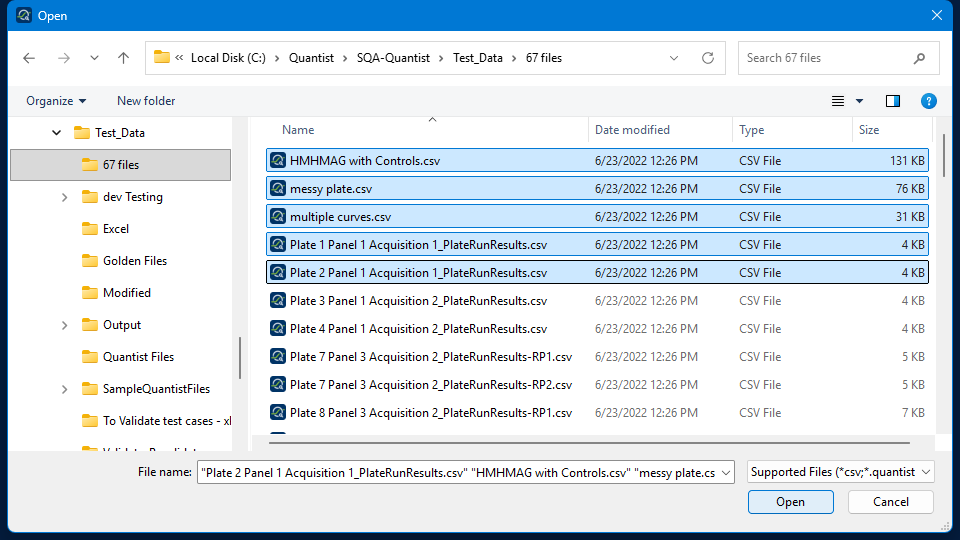 Open
« Local Disk (C:) > Quantist > SQA-Quantist > Test_Data > 67 files
Search 67 files
Organize
New folder
?
Test_Data
67 files
dev Testing
Excel
Golden Files
Modified
Output
Quantist Files
SampleQuantistFiles
To Validate test cases - xl
Name Date modified Type Size
HMHMAG with Controls.csv 6/23/2022 12:26 PM CSV File 131 KB
messy plate.csv 6/23/2022 12:26 PM CSV File 76 KB
multiple curves.csv 6/23/2022 12:26 PM CSV File 31 KB
Plate 1 Panel 1 Acquisition 1_PlateRunResults.csv 6/23/2022 12:26 PM CSV File 4 KB
Plate 2 Panel 1 Acquisition 1_PlateRunResults.csv 6/23/2022 12:26 PM CSV File 4 KB
Plate 3 Panel 1 Acquisition 2_PlateRunResults.csv 6/23/2022 12:26 PM CSV File 4 KB
Plate 4 Panel 1 Acquisition 2_PlateRunResults.csv 6/23/2022 12:26 PM CSV File 4 KB
Plate 7 Panel 3 Acquisition 2_PlateRunResults-RP1.csv 6/23/2022 12:26 PM CSV File 5 KB
Plate 7 Panel 3 Acquisition 2_PlateRunResults-RP2.csv 6/23/2022 12:26 PM CSV File 5 KB
Plate 8 Panel 3 Acquisition 2_PlateRunResults-RP1.csv 6/23/2022 12:26 PM CSV File 7 KB
File name: "Plate 2 Panel 1 Acquisition 1_PlateRunResults.csv" "HMHMAG with Controls.csv" "messy plate.cs
Supported Files (*csv;*.quantist
Open
Cancel